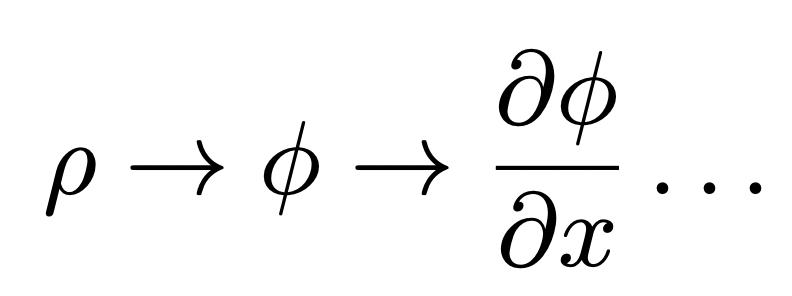 ρ → ϕ → ∂ϕ/∂x …